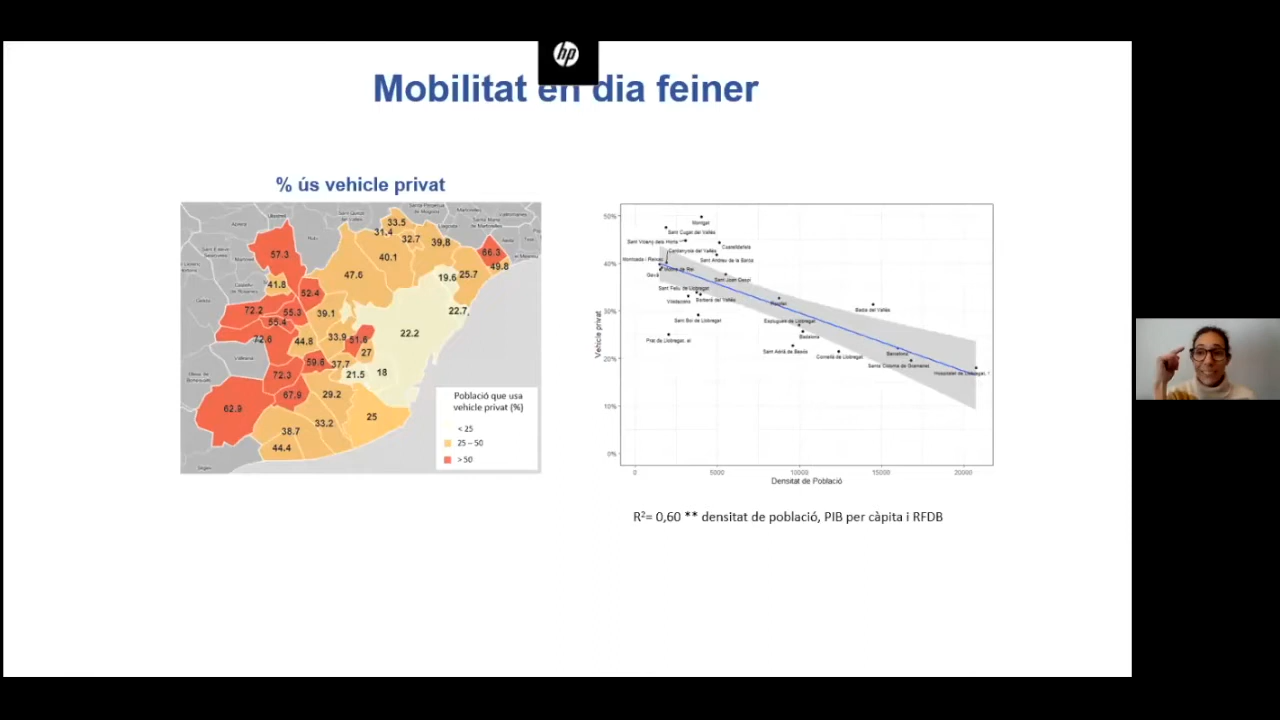 hp
Mobilitat en dia feiner
% ús vehicle privat
33.5
31.4
32.7
39,8
66.3
57.3
40.1
49.8
47.6
19.6
25.7
41.8
52.4
72.2
55.3
39.1
22.7,
55.4
22.2
72.6
44.8
33.9
51.6
27
59.6
37.7
72.3
21.5
18
67.9
29.2
62.9
25
33.2
38.7
44.4
Població que usa
vehicle privat (%)
< 25
25 – 50
>50
50%
40%
30%
20%
10%
0%
Vehicle privat
Montgat
Sant Cugat del Vallès
Sant Vicenç dels Horts
Castelldefels
Cerdanyola del Vallès
Sant Andreu de la Barca
Montcada i Reixac
Gavà
Sant Joan Despí
Sant Feliu de Llobregat
Viladecans
Barberà del Vallès
Badia del Vallès
Sant Boi de Llobregat
Esplugues de Llobregat
Badalona
Prat de Llobregat, el
Sant Adrià de Besòs
Cornellà de Llobregat
Barcelona
Santa Coloma de Gramenet
Hospitalet de Llobregat, l'
0
5000
10000
15000
20000
Densitat de Població
R²= 0,60 ** densitat de població, PIB per càpita i RFDB